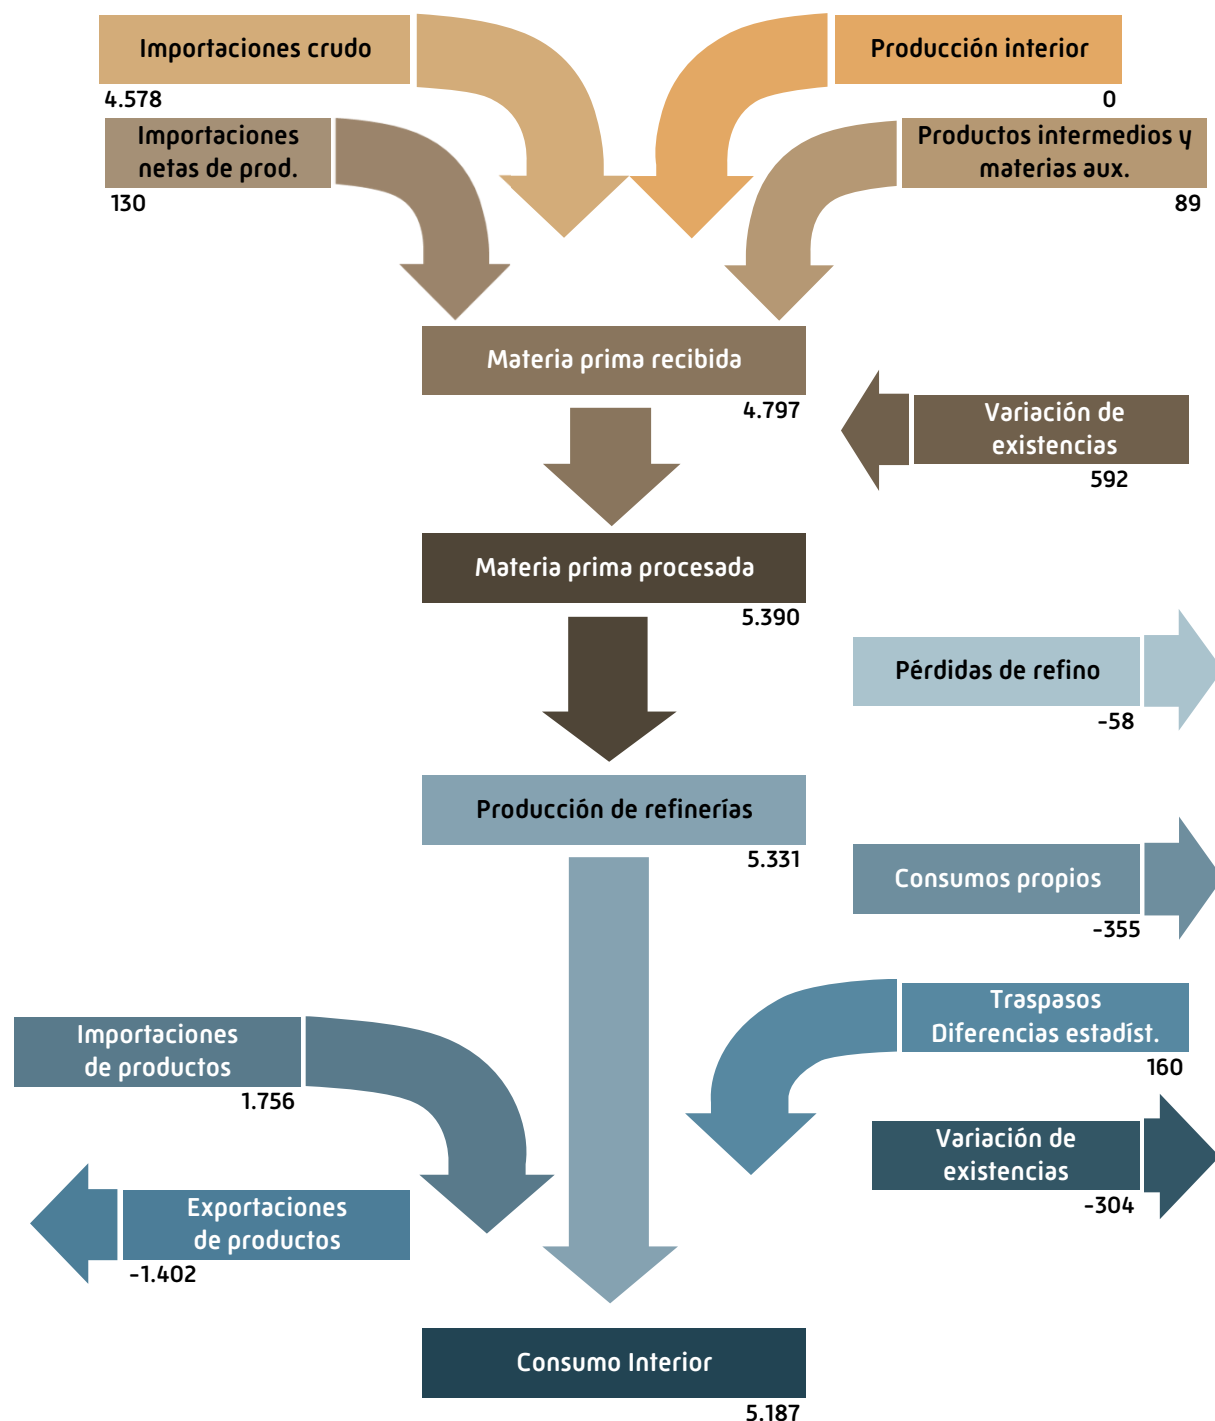 Importaciones crudo
4.578
Producción interior
0
Importaciones
netas de prod.
130
Productos intermedios y
materias aux.
89
Materia prima recibida
4.797
Variación de
existencias
592
Materia prima procesada
5.390
Pérdidas de refino
-58
Producción de refinerías
5.331
Consumos propios
-355
Traspasos
Diferencias estadíst.
160
Importaciones
de productos
1.756
Variación de
existencias
-304
Exportaciones
de productos
-1.402
Consumo Interior
5.187